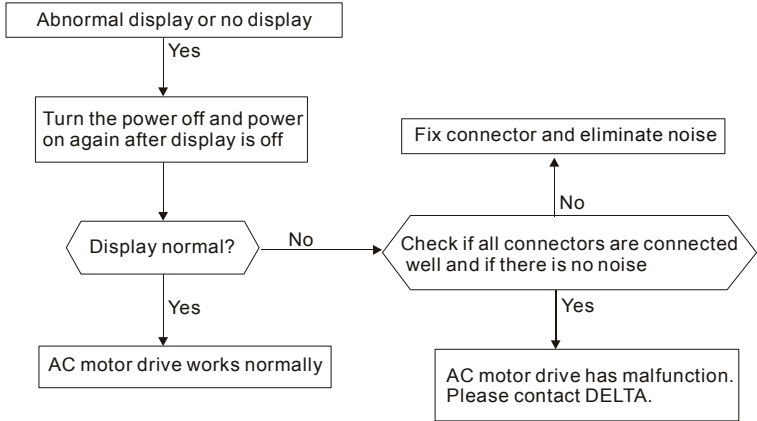 Abnormal display or no display
Yes
Turn the power off and power
on again after display is off
Display normal?
Yes
AC motor drive works normally
No
Fix connector and eliminate noise
No
Check if all connectors are connected
well and if there is no noise
Yes
AC motor drive has malfunction.
Please contact DELTA.